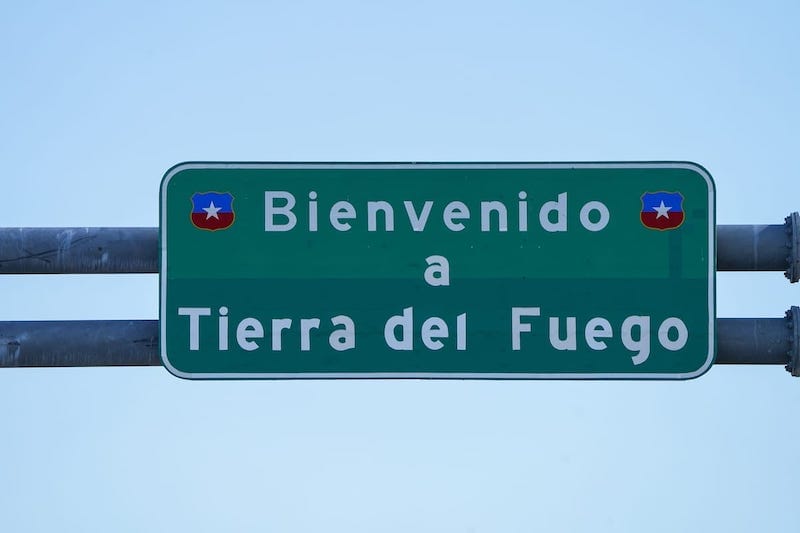 Bienvenido
a
Tierra del Fuego